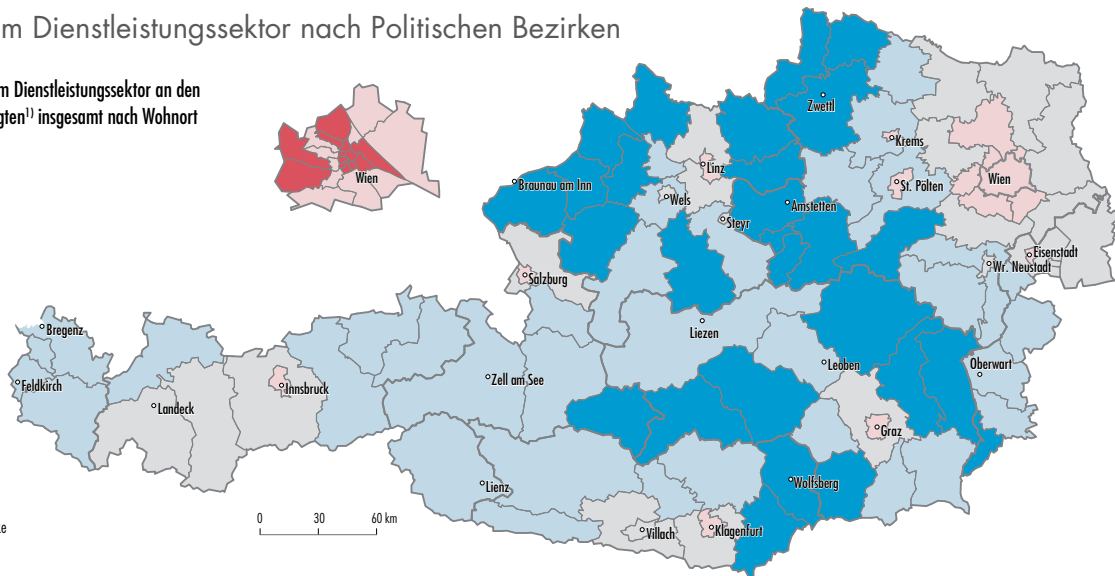 m Dienstleistungssektor nach Politischen Bezirken
m Dienstleistungssektor an den
gten¹⁾ insgesamt nach Wohnort
Wien
Zwettl
Krems
Linz
St. Pölten
Wien
Braunau am Inn
Wels
Amstetten
Steyr
Eisenstadt
Wr. Neustadt
Salzburg
Bregenz
Liezen
Leoben
Oberwart
Feldkirch
Innsbruck
Zell am See
Landeck
Graz
Lienz
Wolfsberg
0 30 60 km
Villach
Klagenfurt
ke